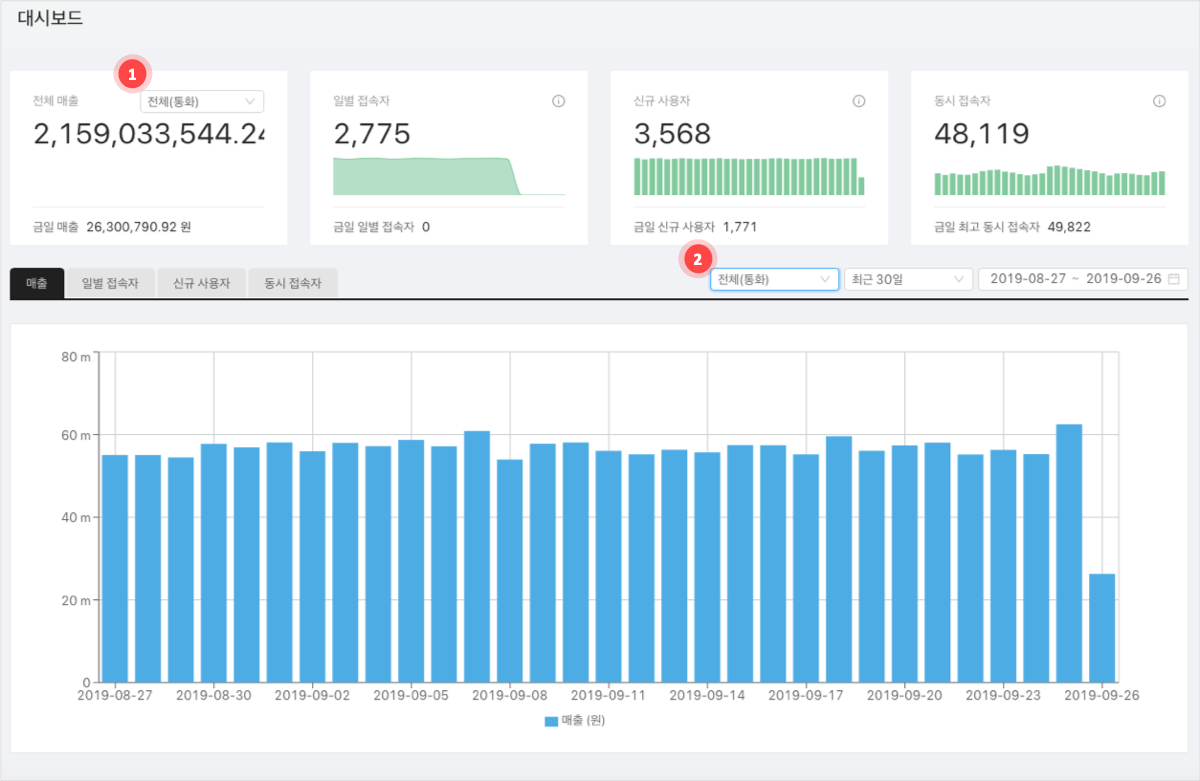 대시보드
1
전체 매출 전체(통화)
2,159,033,544.24
금일 매출 26,300,790.92 원
일별 접속자
2,775
금일 일별 접속자 0
신규 사용자
3,568
금일 신규 사용자 1,771
동시 접속자
48,119
금일 최고 동시 접속자 49,822
2
매출 일별 접속자 신규 사용자 동시 접속자 전체(통화) 최근 30일 2019-08-27 ~ 2019-09-26
80 m
60 m
40 m
20 m
0
2019-08-27 2019-08-30 2019-09-02 2019-09-05 2019-09-08 2019-09-11 2019-09-14 2019-09-17 2019-09-20 2019-09-23 2019-09-26
매출 (원)